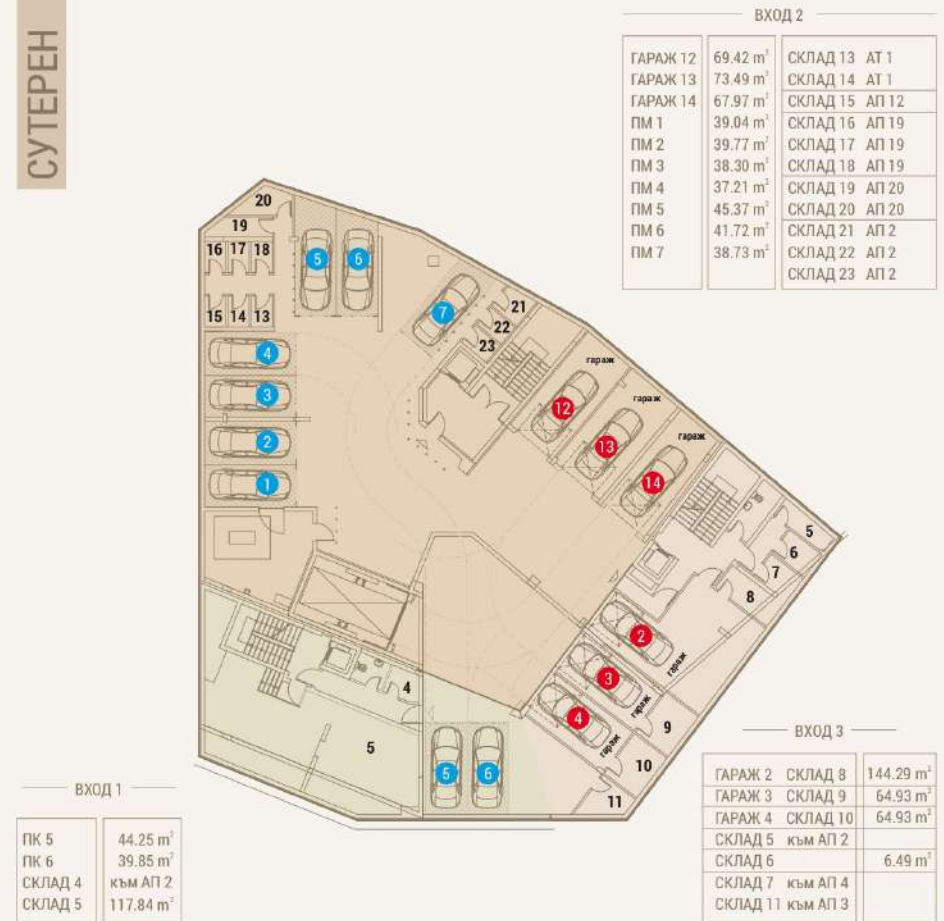 СУТЕРЕН
ВХОД 2
ГАРАЖ 12 69.42 m² СКЛАД 13 АТ 1
ГАРАЖ 13 73.49 m² СКЛАД 14 АТ 1
ГАРАЖ 14 67.97 m² СКЛАД 15 АП 12
ПМ 1 39.04 m² СКЛАД 16 АП 19
ПМ 2 39.77 m² СКЛАД 17 АП 19
ПМ 3 38.30 m² СКЛАД 18 АП 19
ПМ 4 37.21 m² СКЛАД 19 АП 20
ПМ 5 45.37 m² СКЛАД 20 АП 20
ПМ 6 41.72 m² СКЛАД 21 АП 2
ПМ 7 38.73 m² СКЛАД 22 АП 2
СКЛАД 23 АП 2
20
19
16 17 18
5 6
7
21
22
23
15 14 13
4
3
2
1
гараж
12
гараж
13
гараж
14
5
6
7
8
2
гараж
3
гараж
4
гараж
9
10
11
4
5
5 6
ВХОД 1
ПК 5 44.25 m²
ПК 6 39.85 m²
СКЛАД 4 към АП 2
СКЛАД 5 117.84 m²
ВХОД 3
ГАРАЖ 2 СКЛАД 8 144.29 m²
ГАРАЖ 3 СКЛАД 9 64.93 m²
ГАРАЖ 4 СКЛАД 10 64.93 m²
СКЛАД 5 към АП 2
СКЛАД 6 6.49 m²
СКЛАД 7 към АП 4
СКЛАД 11 към АП 3